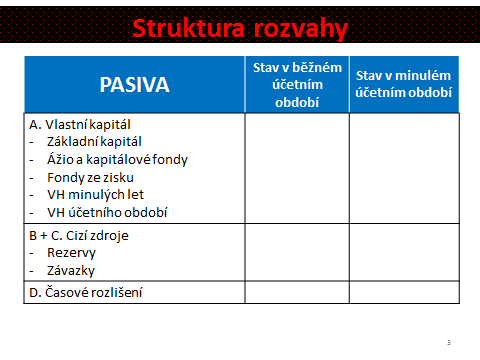 Struktura rozvahy
PASIVA
Stav v běžném
účetním
období
Stav v minulém
účetním období
A. Vlastní kapitál
- Základní kapitál
- Ážio a kapitálové fondy
- Fondy ze zisku
- VH minulých let
- VH účetního období
B + C. Cizí zdroje
- Rezervy
- Závazky
D. Časové rozlišení
3